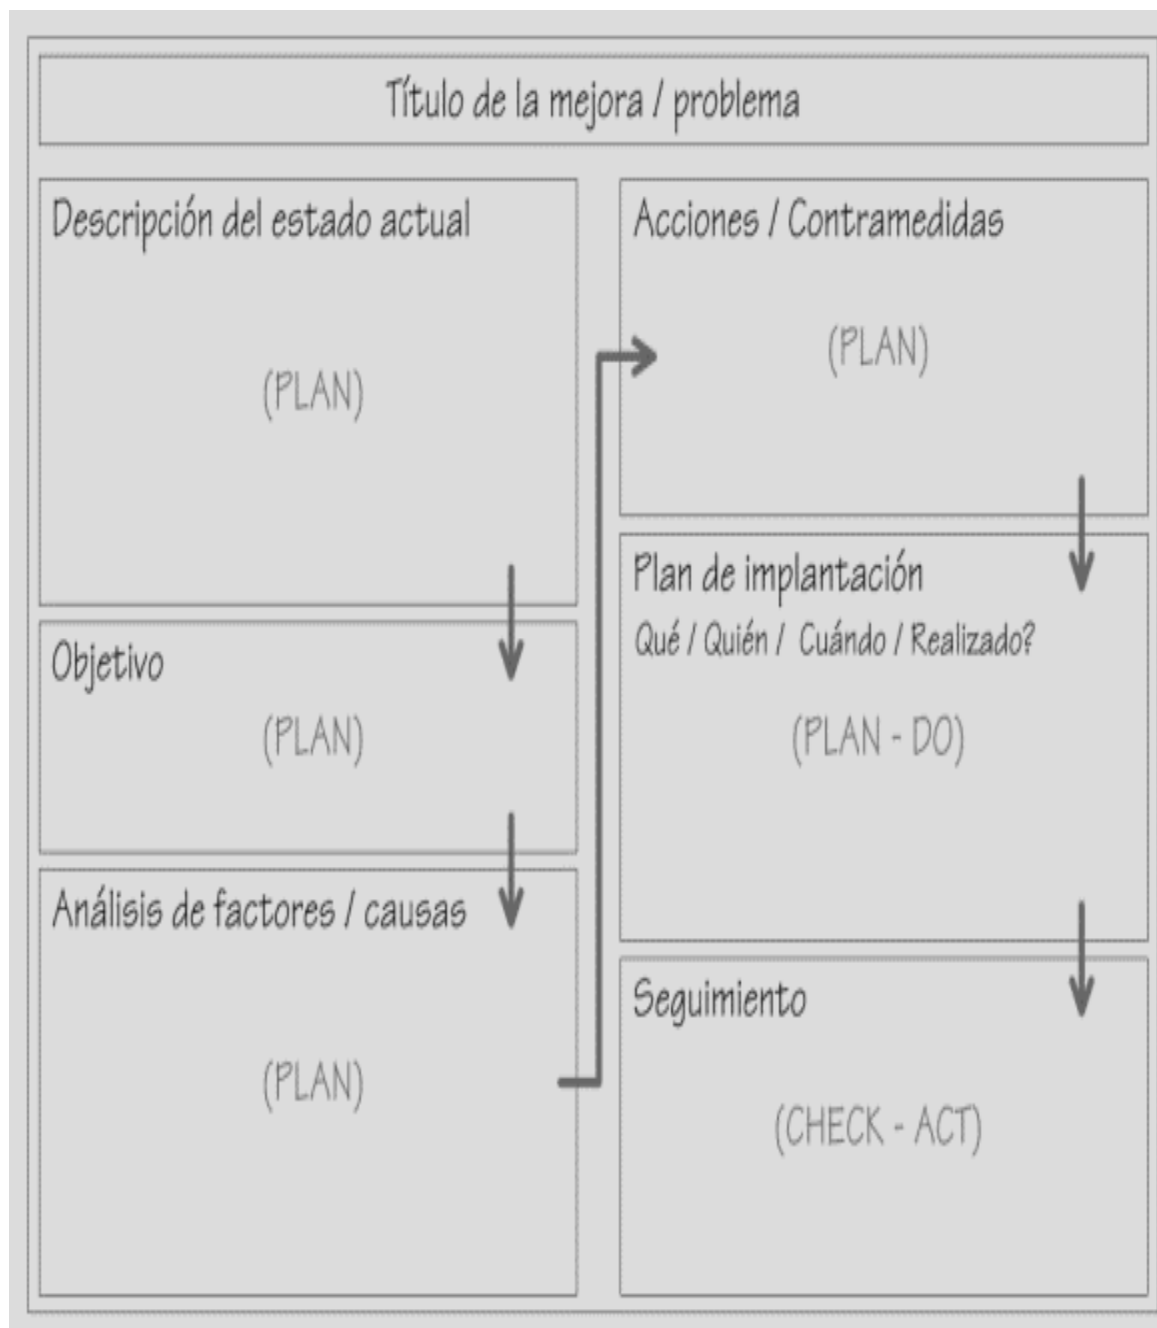 Título de la mejora / problema
Descripción del estado actual
(PLAN)
Objetivo
(PLAN)
Análisis de factores / causas
(PLAN)
Acciones / Contramedidas
(PLAN)
Plan de implantación
Qué / Quién / Cuándo / Realizado?
(PLAN - DO)
Seguimiento
(CHECK - ACT)